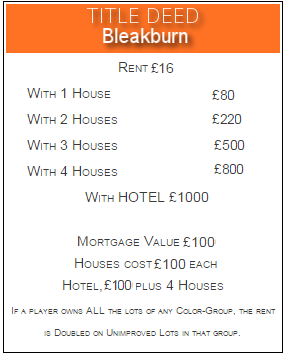 TITLE DEED
Bleakburn
Rent £16
With 1 House £80
With 2 Houses £220
With 3 Houses £500
With 4 Houses £800
With HOTEL £1000
Mortgage Value £100
Houses cost £100 each
Hotel, £100 plus 4 Houses
If a player owns ALL the lots of any Color-Group, the rent
is Doubled on Unimproved Lots in that group.